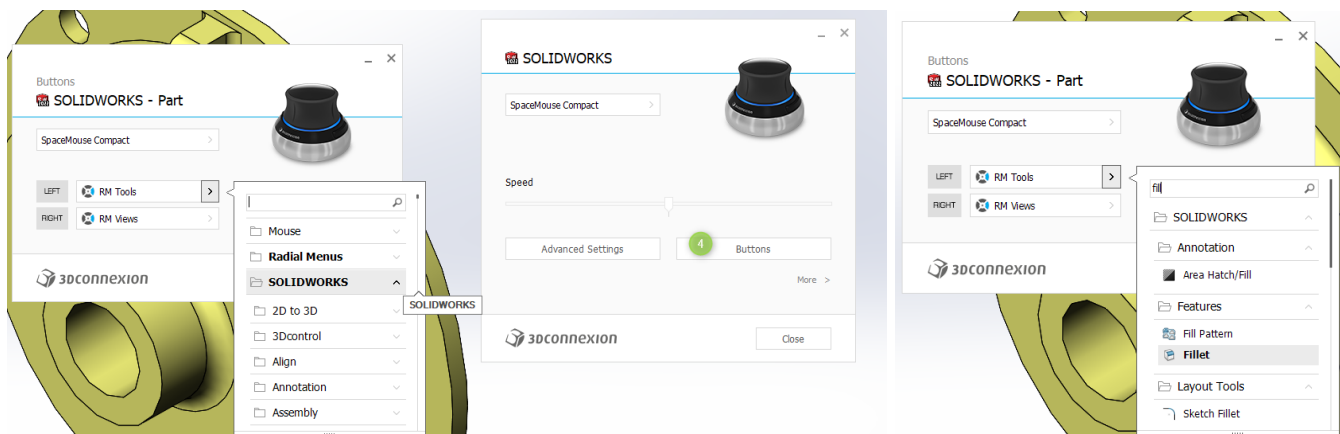 Buttons
SOLIDWORKS - Part
SpaceMouse Compact
LEFT
RM Tools
RIGHT
RM Views
3Dconnexion
Mouse
Radial Menus
SOLIDWORKS
2D to 3D
3Dcontrol
Align
Annotation
Assembly
SOLIDWORKS
SOLIDWORKS
SpaceMouse Compact
Speed
Advanced Settings
4
Buttons
More >
3Dconnexion
Close
Buttons
SOLIDWORKS - Part
SpaceMouse Compact
LEFT
RM Tools
RIGHT
RM Views
3Dconnexion
fill
SOLIDWORKS
Annotation
Area Hatch/Fill
Features
Fill Pattern
Fillet
Layout Tools
Sketch Fillet